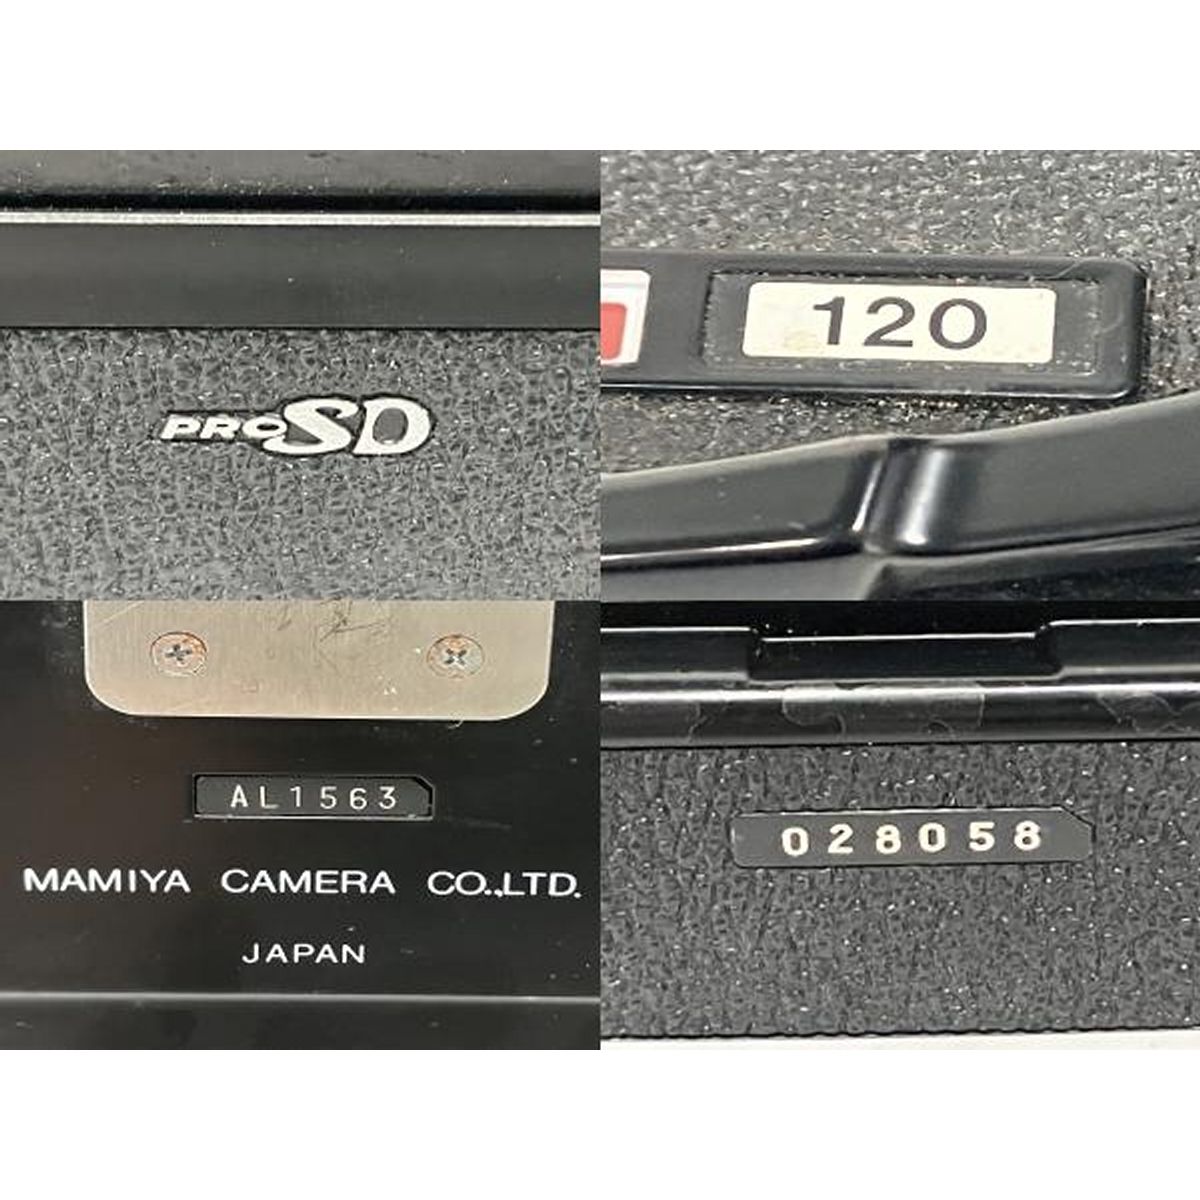 PRO SD
120
AL1563
MAMIYA CAMERA CO.,LTD.
JAPAN
028058